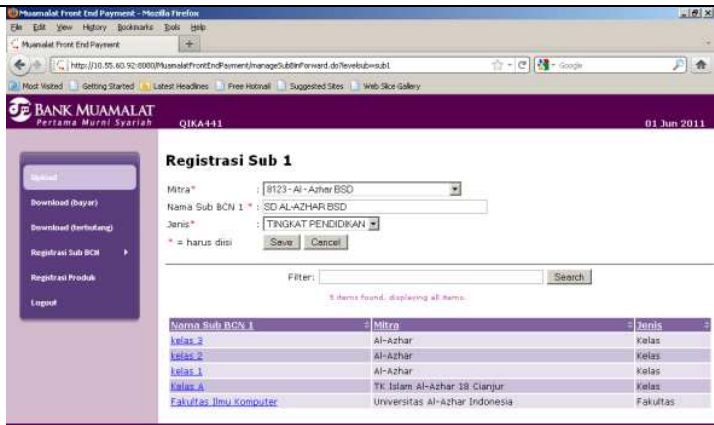 Muamalat Front End Payment - Mozilla Firefox
File Edit View History Bookmarks Tools Help
Muamalat Front End Payment
http://10.55.60.92:8000/MuamalatFrontEndPayment/manageSubBinForward.do?levelsub=sub1
Google
Most Visited Getting Started Latest Headlines Free Hotmail Suggested Sites Web Slice Gallery
BANK MUAMALAT
Pertama Murni Syariah
QIKA441
01 Jun 2011
Upload
Download (bayar)
Download (terhutang)
Registrasi Sub BCN
Registrasi Produk
Logout
Registrasi Sub 1
Mitra* : 8123 - Al - Azhar BSD
Nama Sub BCN 1 * : SD AL-AZHAR BSD
Jenis* : TINGKAT PENDIDIKAN
* = harus diisi Save Cancel
Filter: Search
5 items found, displaying all items.
Nama Sub BCN 1 Mitra Jenis
kelas 3 Al-Azhar Kelas
kelas 2 Al-Azhar Kelas
kelas 1 Al-Azhar Kelas
Kelas A TK Islam Al-Azhar 18 Cianjur Kelas
Fakultas Ilmu Komputer Universitas Al-Azhar Indonesia Fakultas